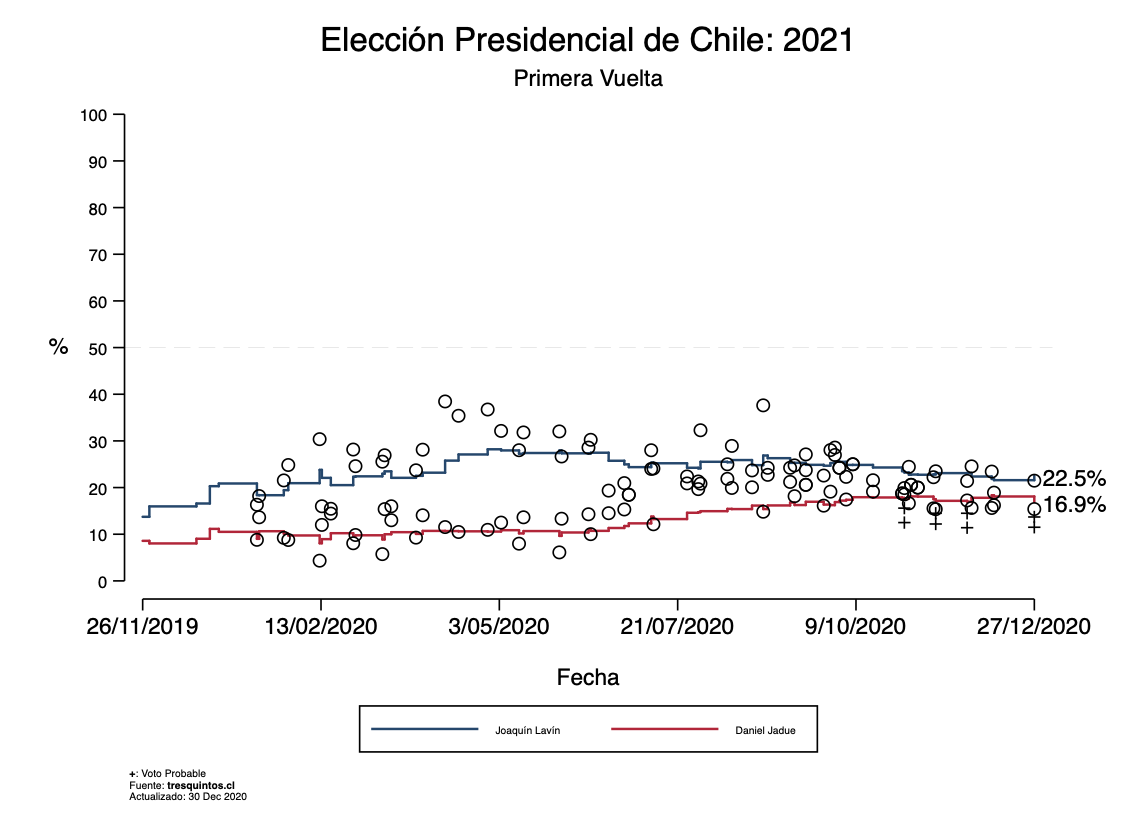 Elección Presidencial de Chile: 2021
Primera Vuelta
100
90
80
70
60
%
50
40
30
20
10
0
22.5%
16.9%
26/11/2019 13/02/2020 3/05/2020 21/07/2020 9/10/2020 27/12/2020
Fecha
Joaquín Lavín Daniel Jadue
+: Voto Probable
Fuente: tresquintos.cl
Actualizado: 30 Dec 2020